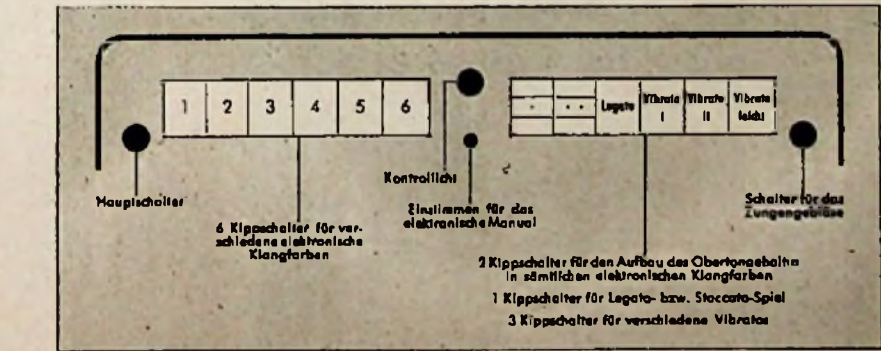 1 2 3 4 5 6
Legato Vibrato I Vibrato II Vibrato leicht
Kontrollicht
Hauptschalter
Einstimmen für das
elektronische Manual
Schalter für das
Zungengebläse
6 Kippschalter für ver-
schiedene elektronische
Klangfarben
2 Kippschalter für den Aufbau des Obertongehaltes
in sämtlichen elektronischen Klangfarben
1 Kippschalter für Legato- bzw. Staccato-Spiel
3 Kippschalter für verschiedene Vibratos